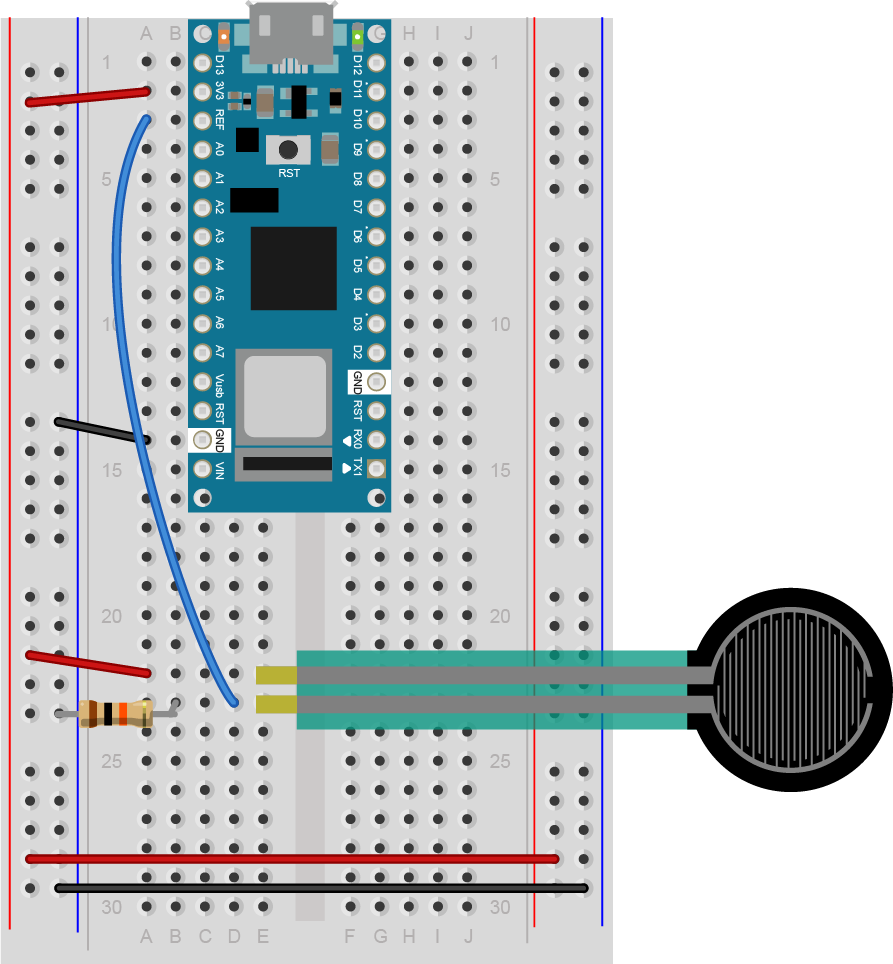 A B C G H I J
1 D13 D12
3V3 D11
REF D10
A0 D9
RST
5 A1 D8 5
A2 D7
A3 D6
A4 D5
A5 D4
10 A6 D3 10
A7 D2
Vusb GND
RST RST
GND RX0
15 VIN TX1 15
20 20
25 25
30 30
A B C D E F G H I J